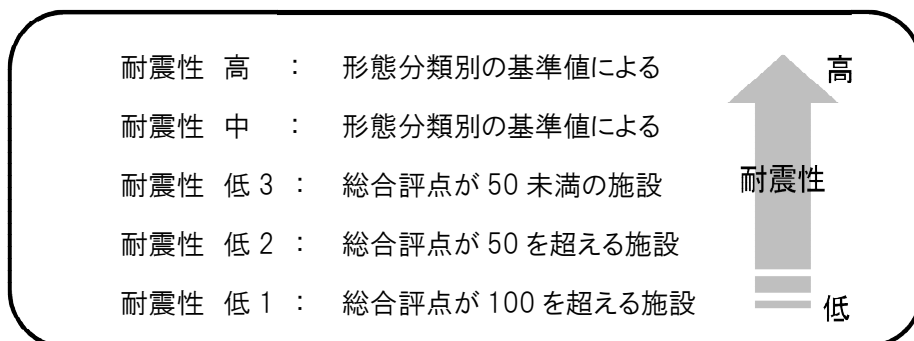 耐震性 高 : 形態分類別の基準値による
耐震性 中 : 形態分類別の基準値による
耐震性 低 3 : 総合評点が 50 未満の施設
耐震性 低 2 : 総合評点が 50 を超える施設
耐震性 低 1 : 総合評点が 100 を超える施設
高
耐震性
低